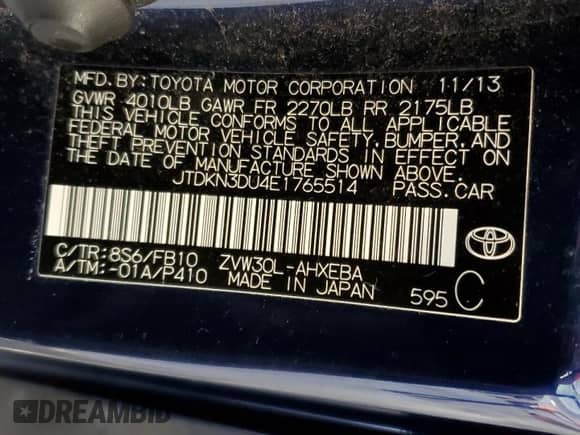 MFD.BY:TOYOTA MOTOR CORPORATION 11/13
GVWR 4010LB GAWR FR 2270LB RR 2175LB
THIS VEHICLE CONFORMS TO ALL APPLICABLE
FEDERAL MOTOR VEHICLE SAFETY,BUMPER,AND
THEFT PREVENTION STANDARDS IN EFFECT ON
THE DATE OF MANUFACTURE SHOWN ABOVE.
JTDKN3DU4E1765514 PASS.CAR
C/TR:8S6/FB10 ZVW30L-AHXEBA
A/TM:-01A/P410 MADE IN JAPAN 595 C
DREAMBID